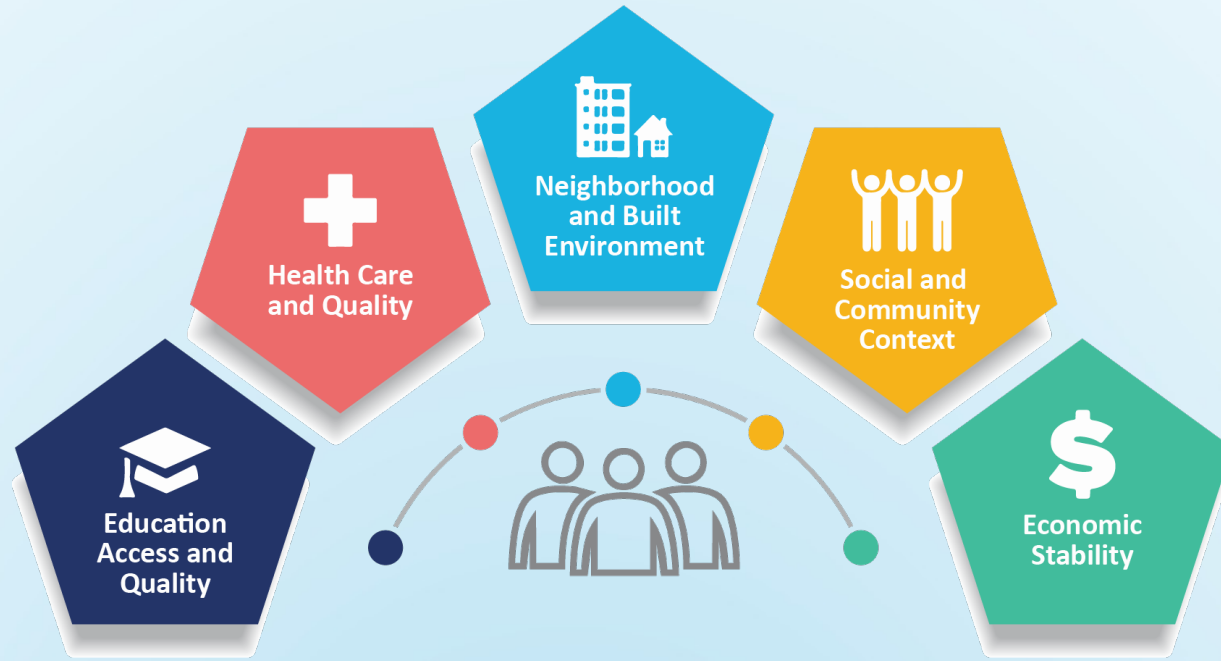 Neighborhood
and Built
Environment
Health Care
and Quality
Social and
Community
Context
Education
Access and
Quality
Economic
Stability